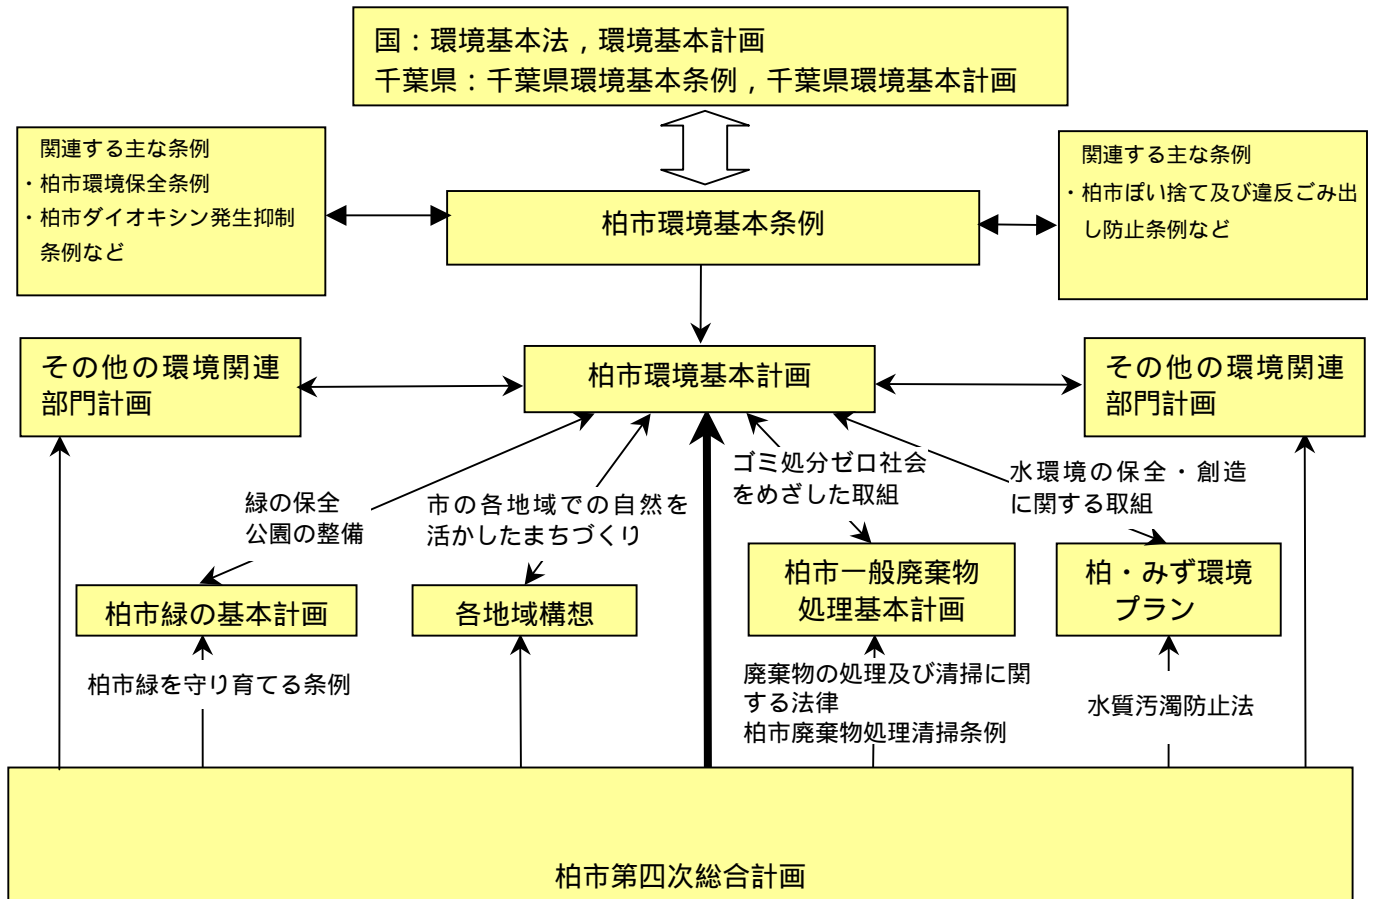 国：環境基本法，環境基本計画
千葉県：千葉県環境基本条例，千葉県環境基本計画
関連する主な条例
・柏市環境保全条例
・柏市ダイオキシン発生抑制
条例など
柏市環境基本条例
関連する主な条例
・柏市ぽい捨て及び違反ごみ出
し防止条例など
その他の環境関連
部門計画
柏市環境基本計画
その他の環境関連
部門計画
緑の保全
公園の整備
市の各地域での自然を
活かしたまちづくり
ゴミ処分ゼロ社会
をめざした取組
水環境の保全・創造
に関する取組
柏市緑の基本計画
各地域構想
柏市一般廃棄物
処理基本計画
柏・みず環境
プラン
柏市緑を守り育てる条例
廃棄物の処理及び清掃に関
する法律
柏市廃棄物処理清掃条例
水質汚濁防止法
柏市第四次総合計画